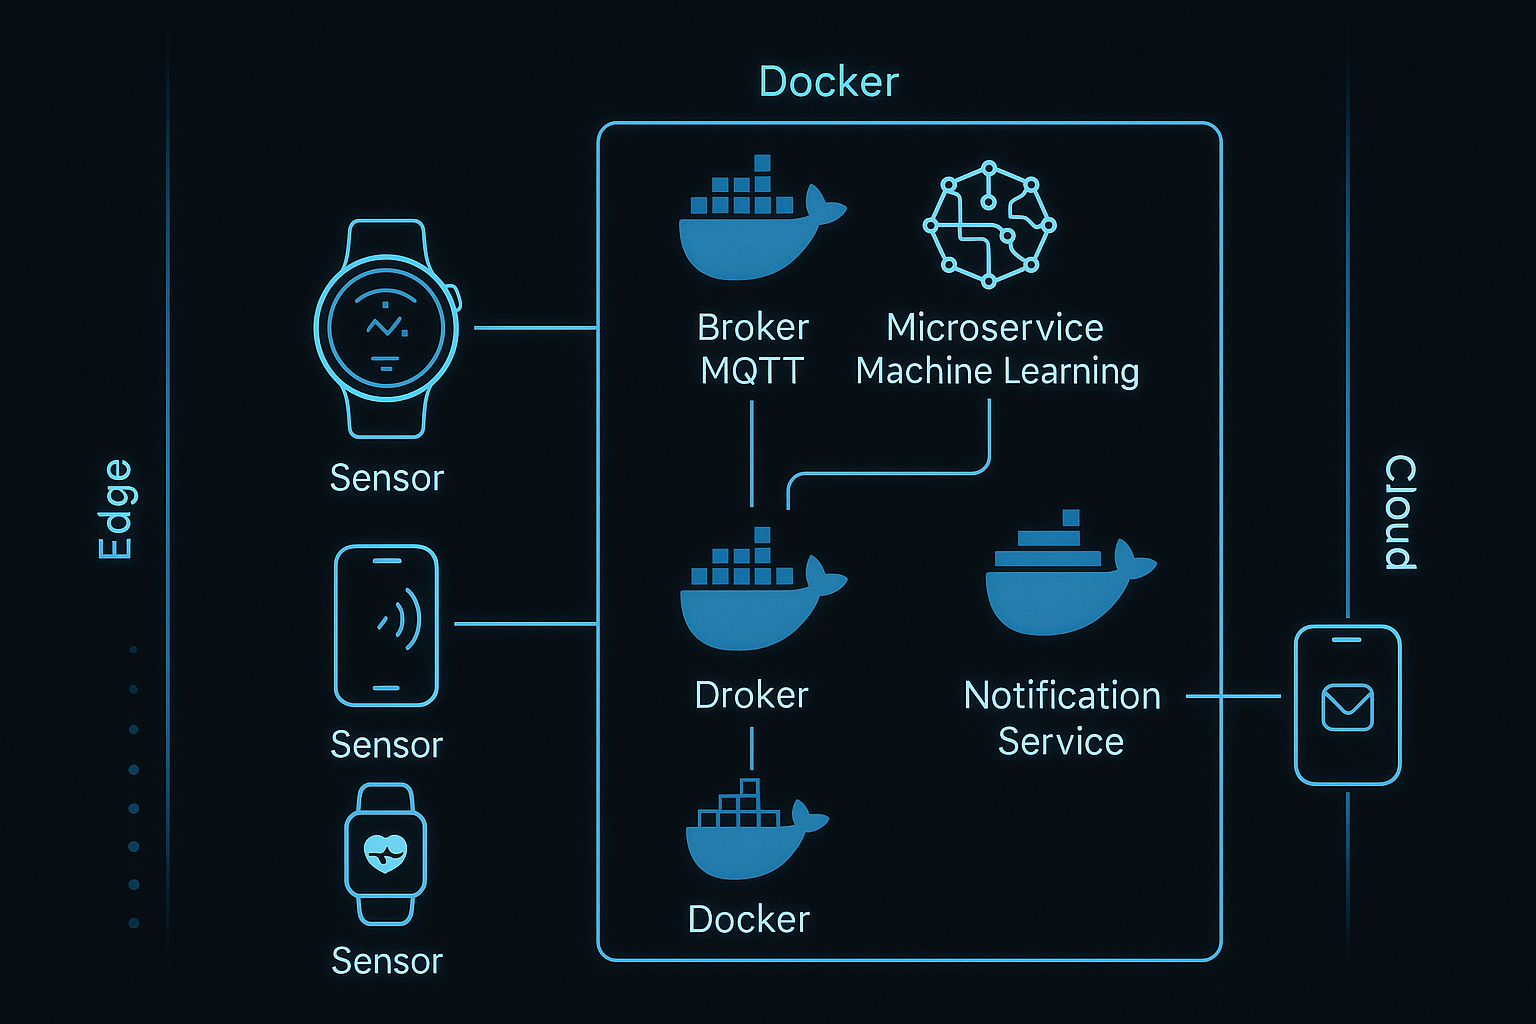 Docker
Edge
Sensor
Sensor
Sensor
Broker
MQTT
Microservice
Machine Learning
Droker
Docker
Notification
Service
Cloud